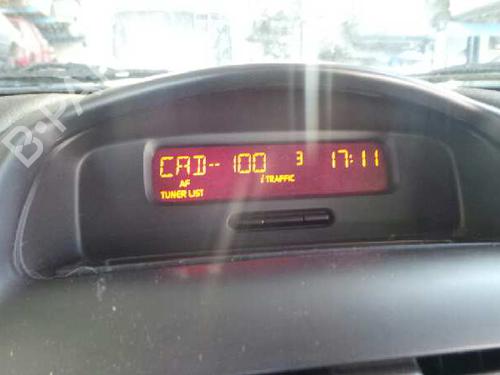 CAD-- 100 3 17:11
AF i TRAFFIC
TUNER LIST
B-PA